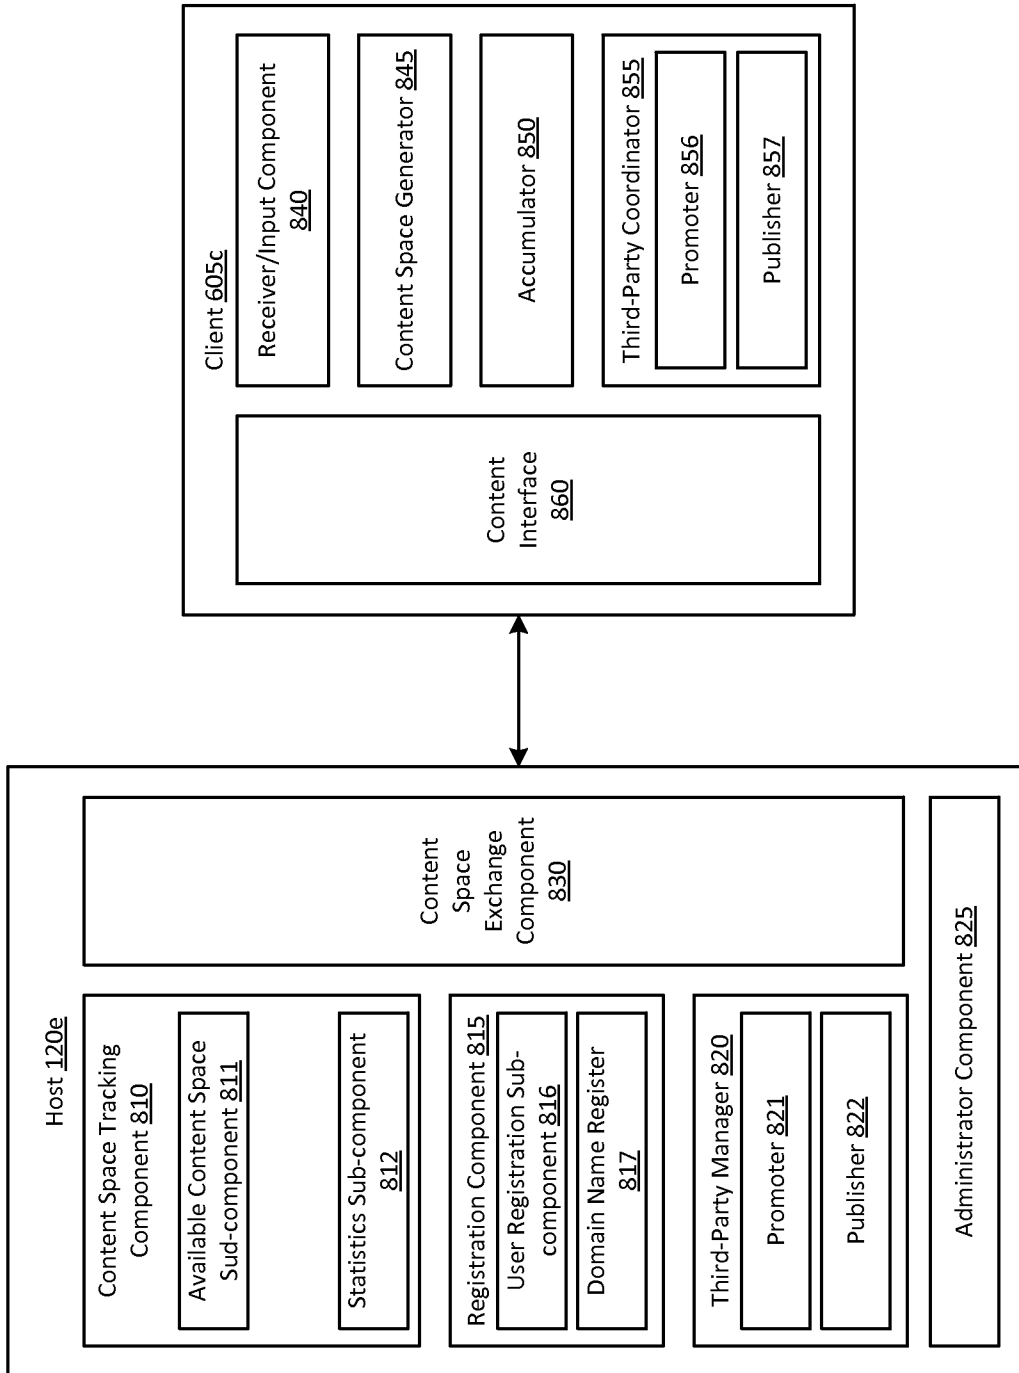 Host 120e
Content Space Tracking
Component 810
Available Content Space
Sud-component 811
Statistics Sub-component
812
Registration Component 815
User Registration Sub-
component 816
Domain Name Register
817
Third-Party Manager 820
Promoter 821
Publisher 822
Administrator Component 825
Content
Space
Exchange
Component
830
Client 605c
Content
Interface
860
Receiver/Input Component
840
Content Space Generator 845
Accumulator 850
Third-Party Coordinator 855
Promoter 856
Publisher 857